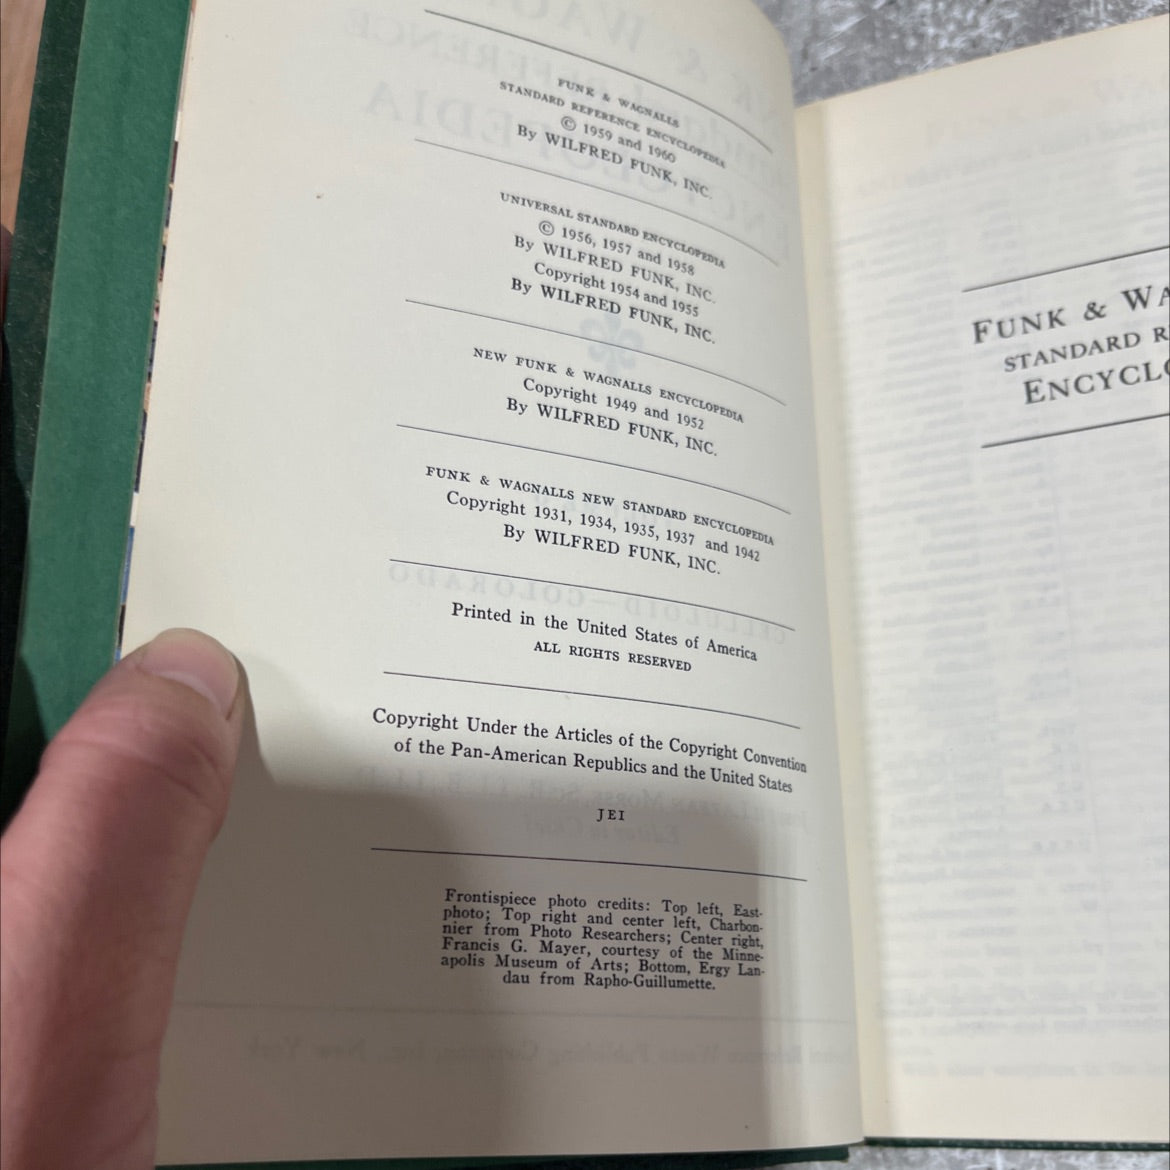 FUNK & WAGNALLS
STANDARD REFERENCE ENCYCLOPEDIA
© 1959 and 1960
By WILFRED FUNK, INC.
UNIVERSAL STANDARD ENCYCLOPEDIA
© 1956, 1957 and 1958
By WILFRED FUNK, INC.
Copyright 1954 and 1955
By WILFRED FUNK, INC.
NEW FUNK & WAGNALLS ENCYCLOPEDIA
Copyright 1949 and 1952
By WILFRED FUNK, INC.
FUNK & WAGNALLS NEW STANDARD ENCYCLOPEDIA
Copyright 1931, 1934, 1935, 1937 and 1942
By WILFRED FUNK, INC.
Printed in the United States of America
ALL RIGHTS RESERVED
Copyright Under the Articles of the Copyright Convention
of the Pan-American Republics and the United States
JEI
Frontispiece photo credits: Top left, East-
photo; Top right and center left, Charbon-
nier from Photo Researchers; Center right,
Francis G. Mayer, courtesy of the Minne-
apolis Museum of Arts; Bottom, Ergy Lan-
dau from Rapho-Guillumette.
FUNK & WA
STANDARD R
ENCYCLO